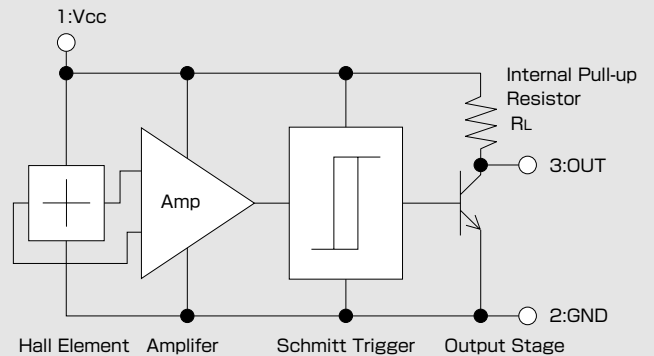 1:Vcc
Internal Pull-up
Resistor
RL
3:OUT
Amp
2:GND
Hall Element
Amplifer
Schmitt Trigger
Output Stage